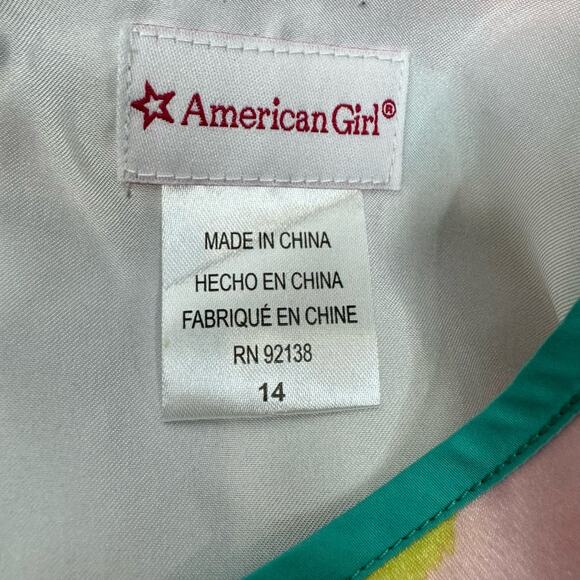 American Girl®
MADE IN CHINA
HECHO EN CHINA
FABRIQUÉ EN CHINE
RN 92138
14